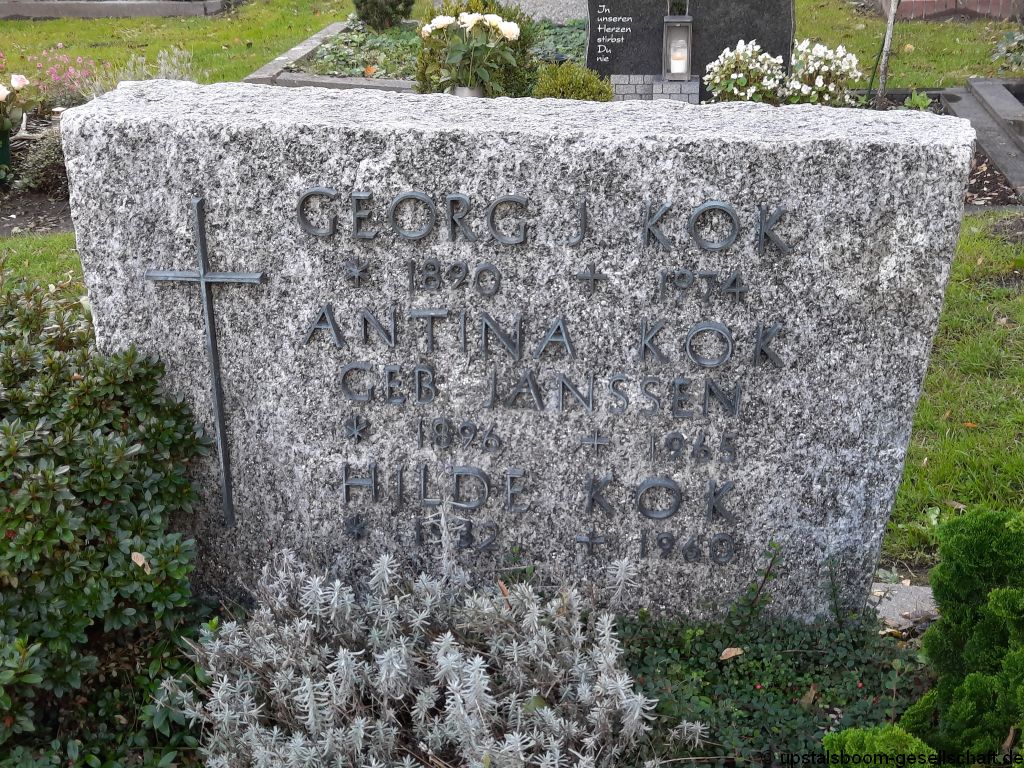 In
unseren
Herzen
stirbst
Du
nie
GEORG J. KOK
* 1890 + 1974
ANTINA KOK
GEB. JANSSEN
* 1896 + 1965
HILDE KOK
* 1932 + 1960
© upstalsboom-gesellschaft.de